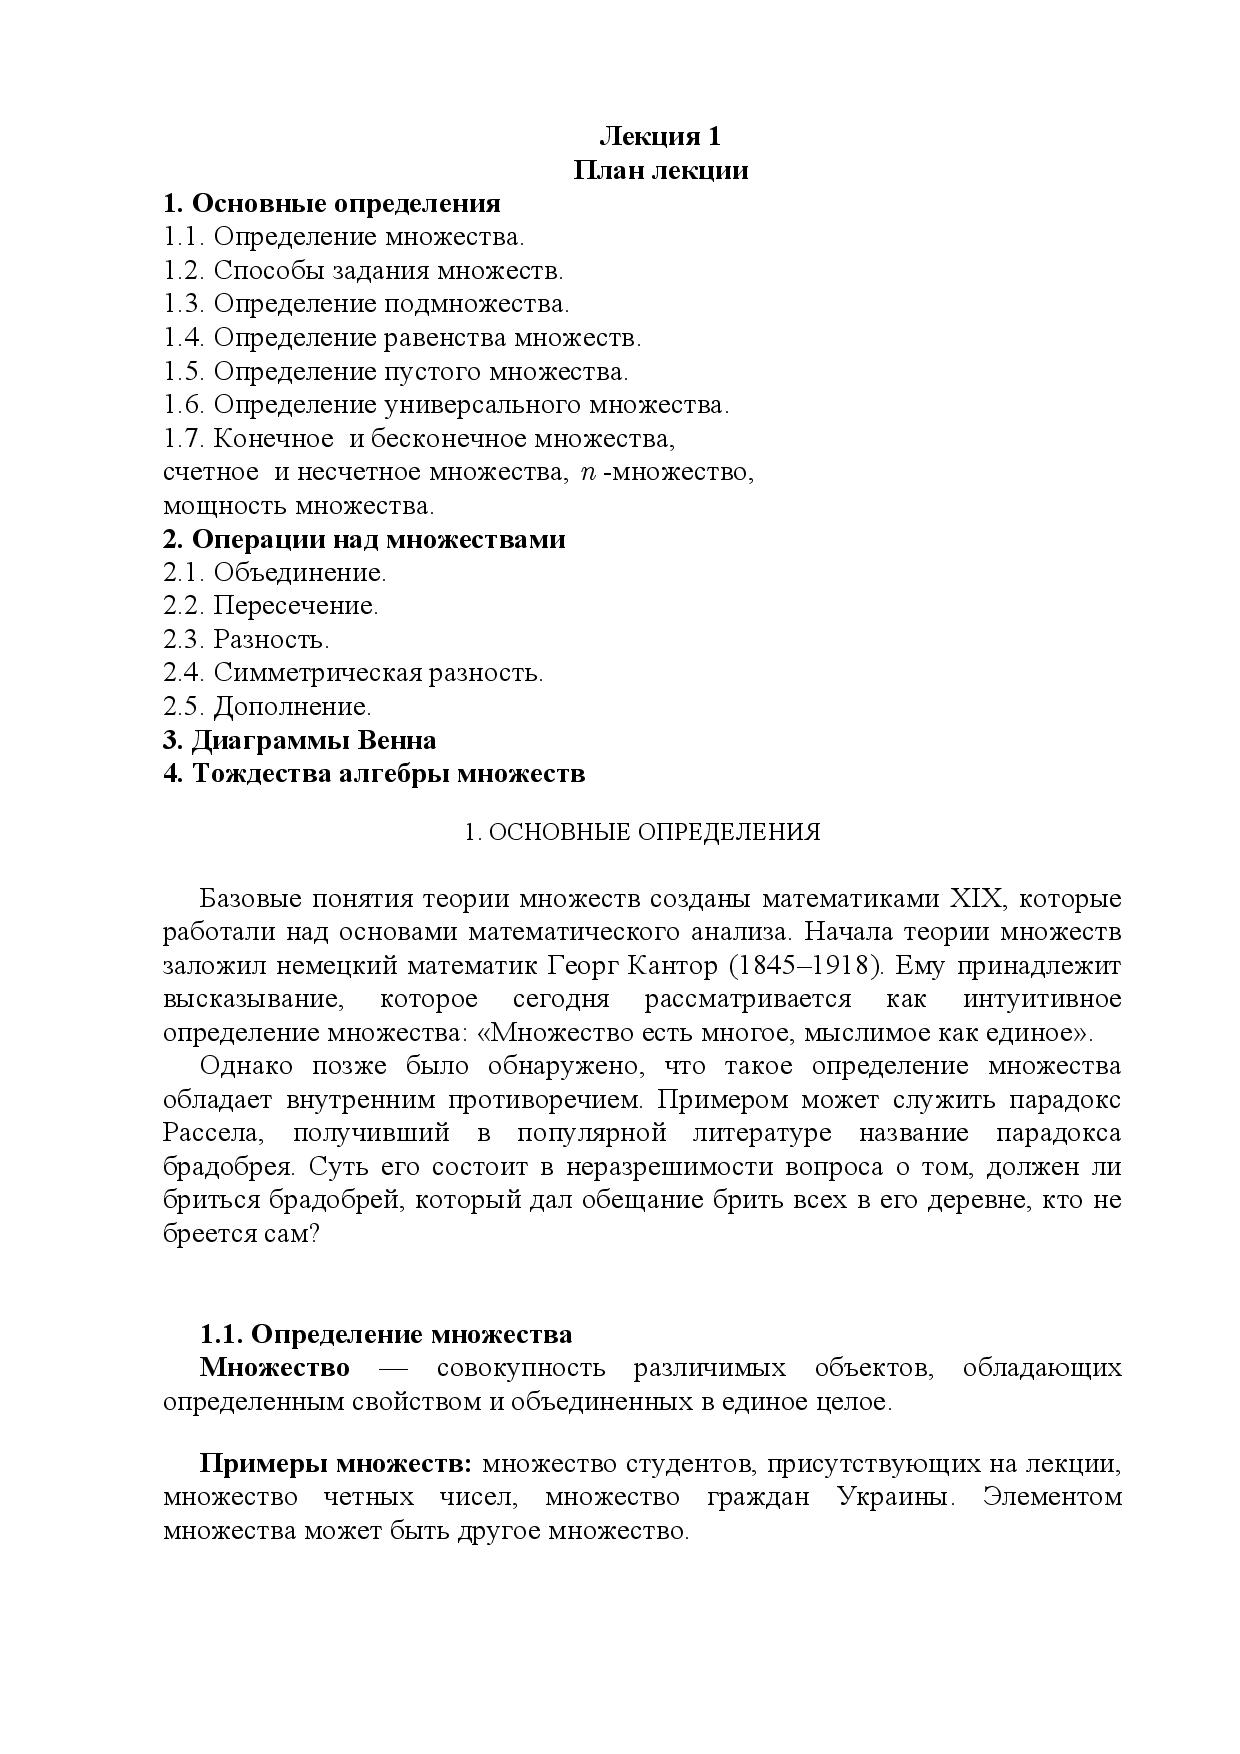 Лекция 1
План лекции
1. Основные определения
1.1. Определение множества.
1.2. Способы задания множеств.
1.3. Определение подмножества.
1.4. Определение равенства множеств.
1.5. Определение пустого множества.
1.6. Определение универсального множества.
1.7. Конечное и бесконечное множества,
счетное и несчетное множества, n -множество,
мощность множества.
2. Операции над множествами
2.1. Объединение.
2.2. Пересечение.
2.3. Разность.
2.4. Симметрическая разность.
2.5. Дополнение.
3. Диаграммы Венна
4. Тождества алгебры множеств
1. ОСНОВНЫЕ ОПРЕДЕЛЕНИЯ
Базовые понятия теории множеств созданы математиками XIX, которые
работали над основами математического анализа. Начала теории множеств
заложил немецкий математик Георг Кантор (1845–1918). Ему принадлежит
высказывание, которое сегодня рассматривается как интуитивное
определение множества: «Множество есть многое, мыслимое как единое».
Однако позже было обнаружено, что такое определение множества
обладает внутренним противоречием. Примером может служить парадокс
Рассела, получивший в популярной литературе название парадокса
брадобрея. Суть его состоит в неразрешимости вопроса о том, должен ли
бриться брадобрей, который дал обещание брить всех в его деревне, кто не
бреется сам?
1.1. Определение множества
Множество — совокупность различимых объектов, обладающих
определенным свойством и объединенных в единое целое.
Примеры множеств: множество студентов, присутствующих на лекции,
множество четных чисел, множество граждан Украины. Элементом
множества может быть другое множество.